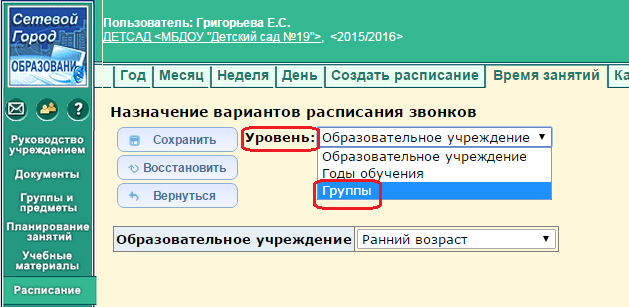 Сетевой
Город
ОБРАЗОВАНИЕ
Пользователь: Григорьева Е.С.
ДЕТСАД <МБДОУ "Детский сад №19">, <2015/2016>
Год Месяц Неделя День Создать расписание Время занятий Ка
?
Руководство
учреждением
Документы
Группы и
предметы
Планирование
занятий
Учебные
материалы
Расписание
Назначение вариантов расписания звонков
Сохранить
Восстановить
Вернуться
Уровень: Образовательное учреждение
Образовательное учреждение
Годы обучения
Группы
Образовательное учреждение Ранний возраст